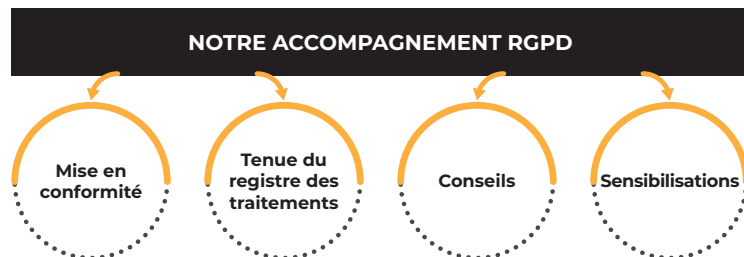 NOTRE ACCOMPAGNEMENT RGPD
Mise en
conformité
Tenue du
registre des
traitements
Conseils
Sensibilisations